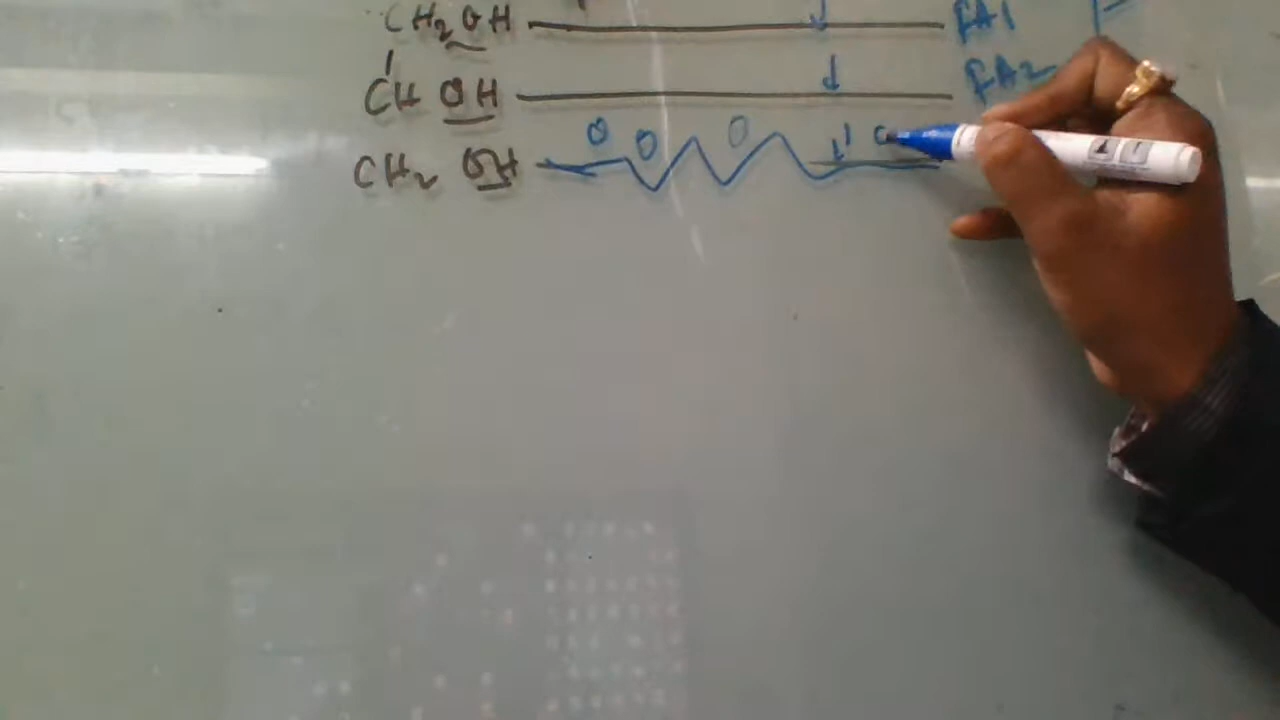 CH₂OH FA1
CH OH FA2
CH₂ OH O O O O